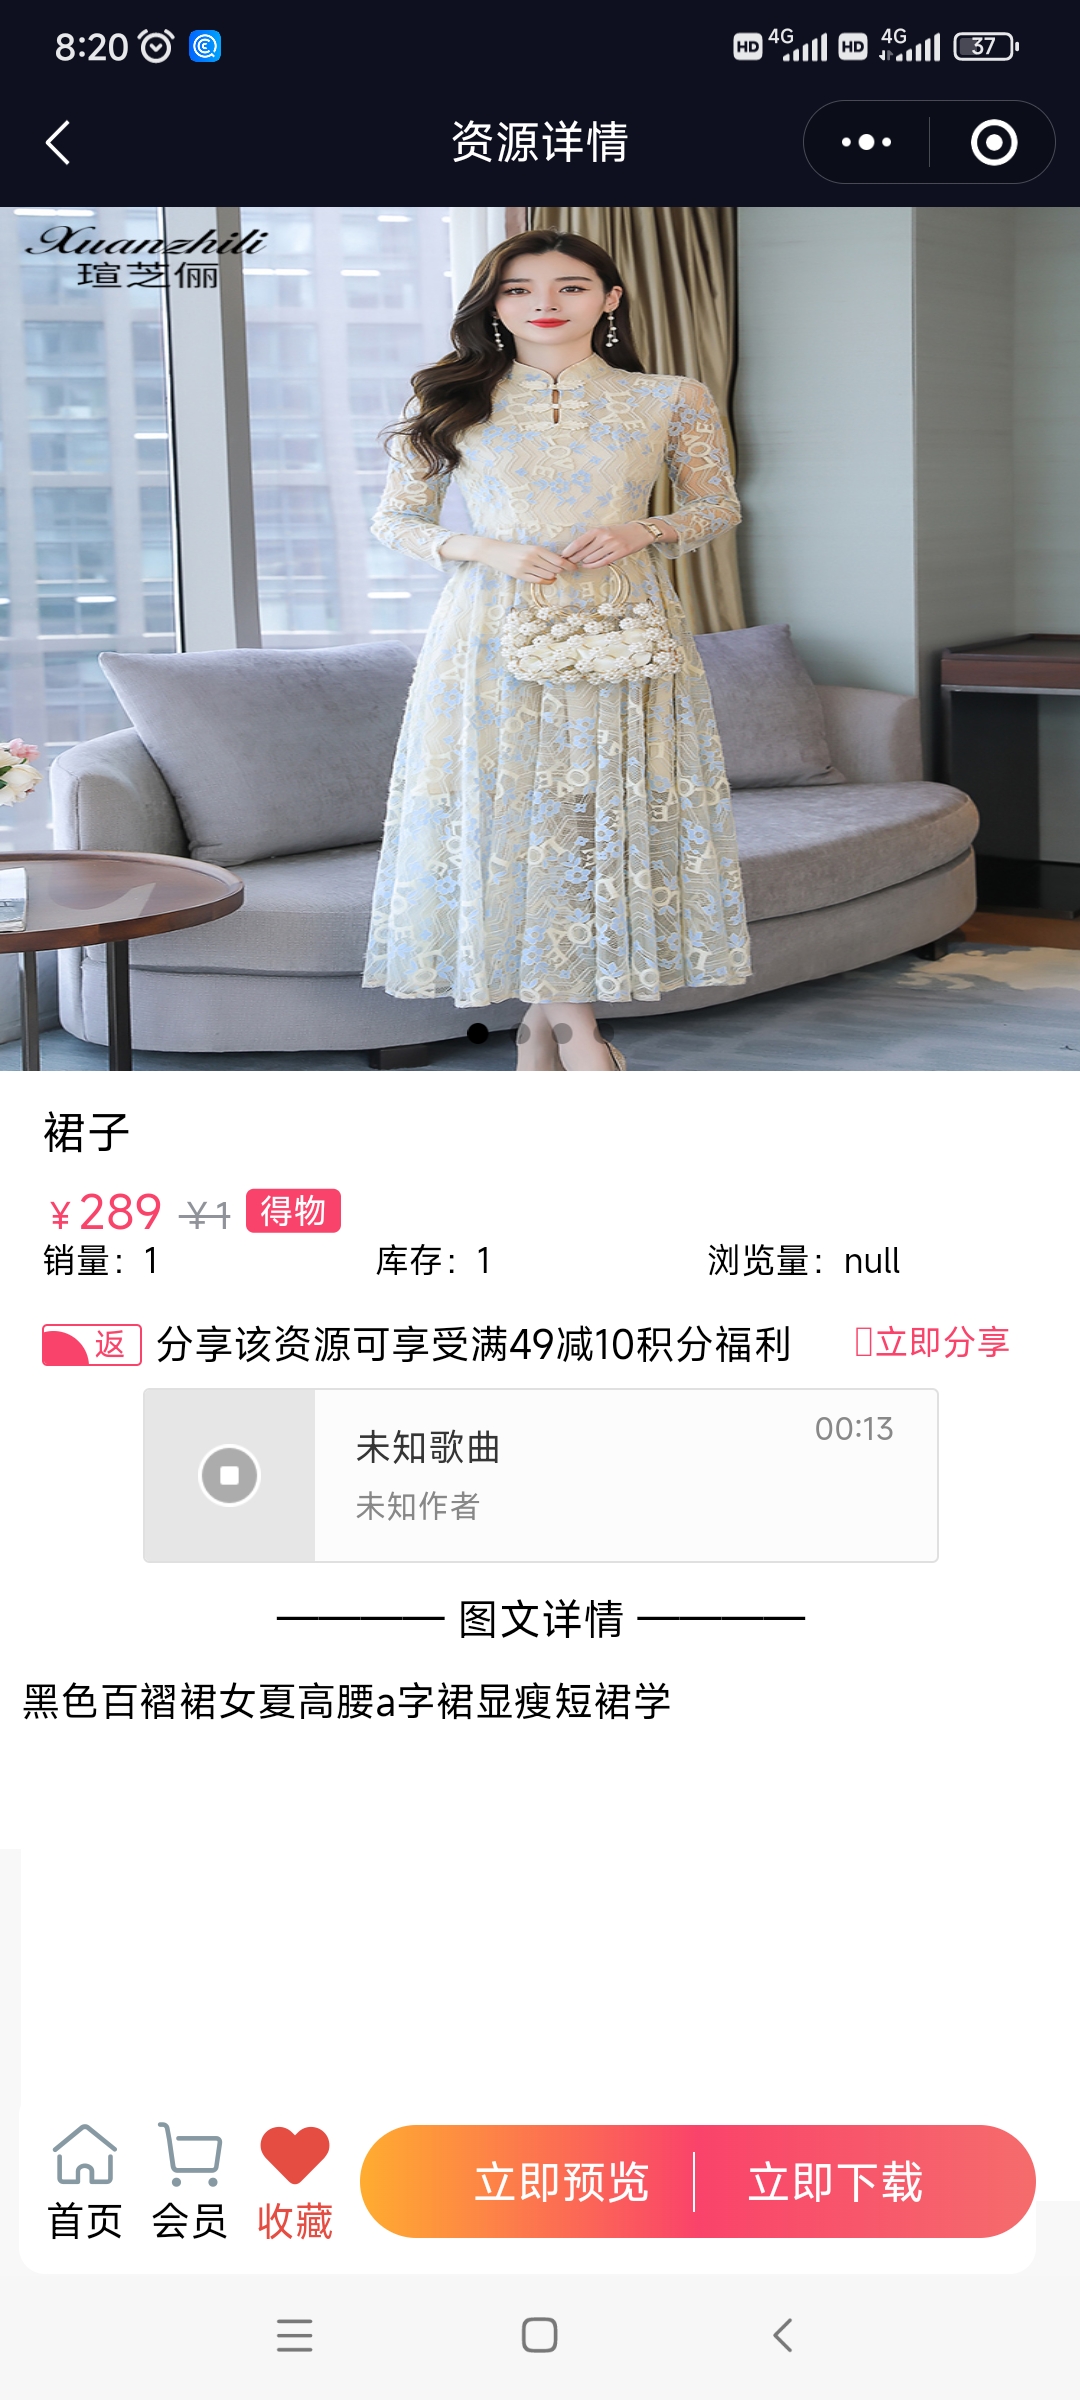 8:20
HD 4G HD 4G 37
资源详情
Xuanzhili
瑄芝俪
裙子
¥289 ¥1 得物
销量：1 库存：1 浏览量：null
返 分享该资源可享受满49减10积分福利 立即分享
未知歌曲 00:13
未知作者
———— 图文详情 ————
黑色百褶裙女夏高腰a字裙显瘦短裙学
首页 会员 收藏 立即预览 立即下载